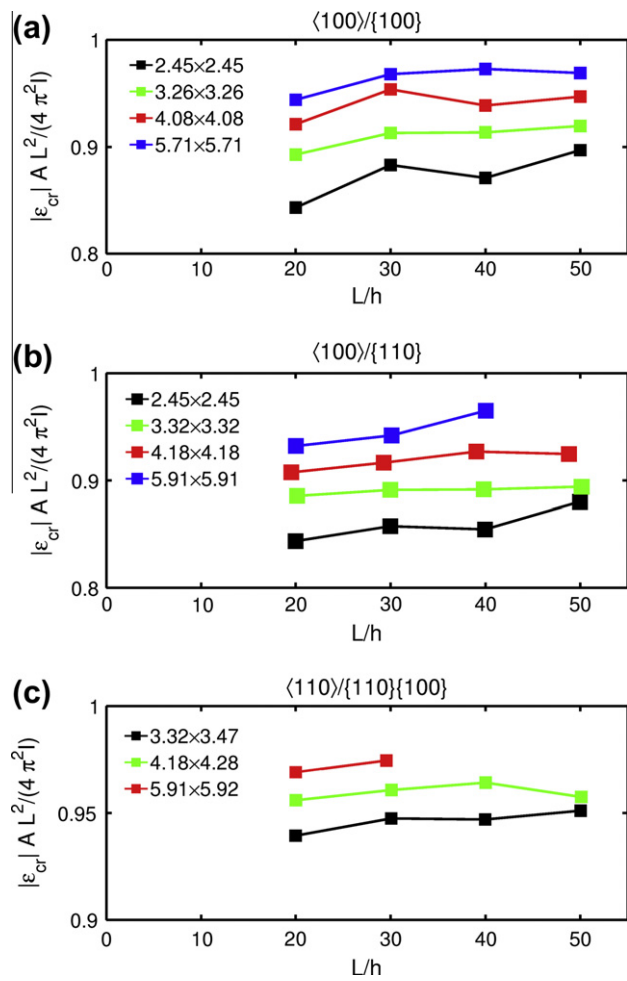 (a)
⟨100⟩/{100}
1
0.9
0.8
2.45×2.45
3.26×3.26
4.08×4.08
5.71×5.71
|ε_cr| A L²/(4 π²I)
0 10 20 30 40 50
L/h
(b)
⟨100⟩/{110}
1
0.9
0.8
2.45×2.45
3.32×3.32
4.18×4.18
5.91×5.91
|ε_cr| A L²/(4 π²I)
0 10 20 30 40 50
L/h
(c)
⟨110⟩/{110}{100}
1
0.95
0.9
3.32×3.47
4.18×4.28
5.91×5.92
|ε_cr| A L²/(4 π²I)
0 10 20 30 40 50
L/h